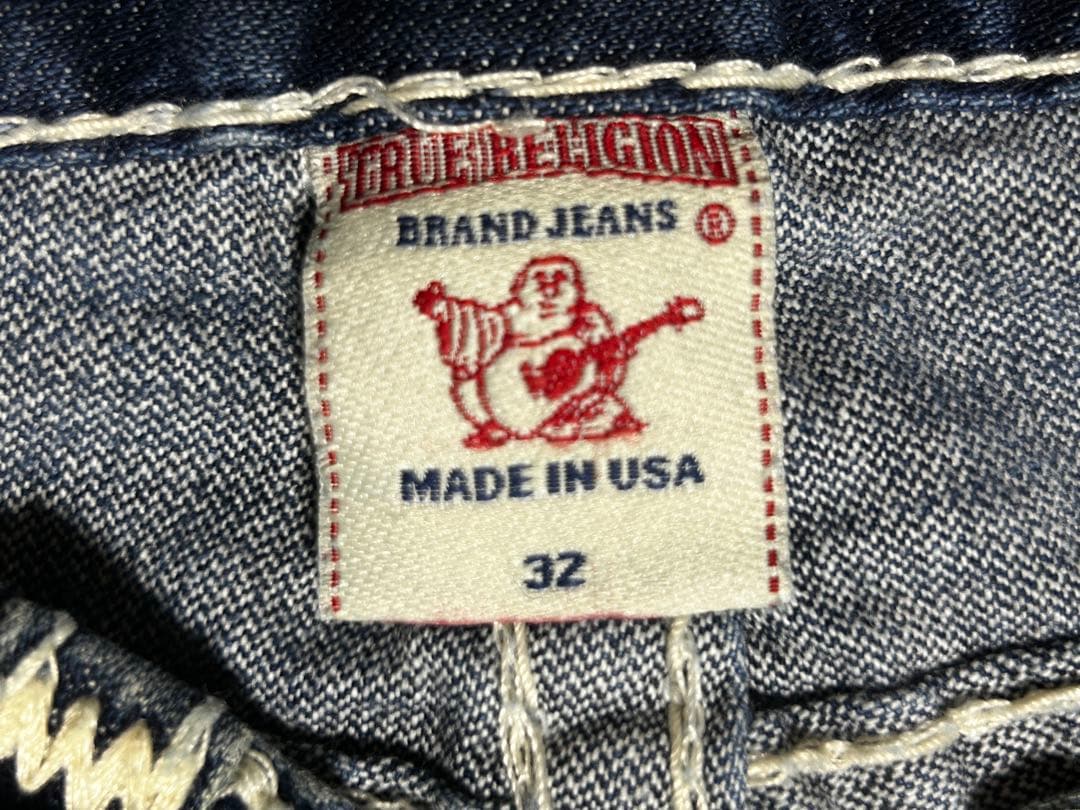 TRUE RELIGION
BRAND JEANS ®
MADE IN USA
32